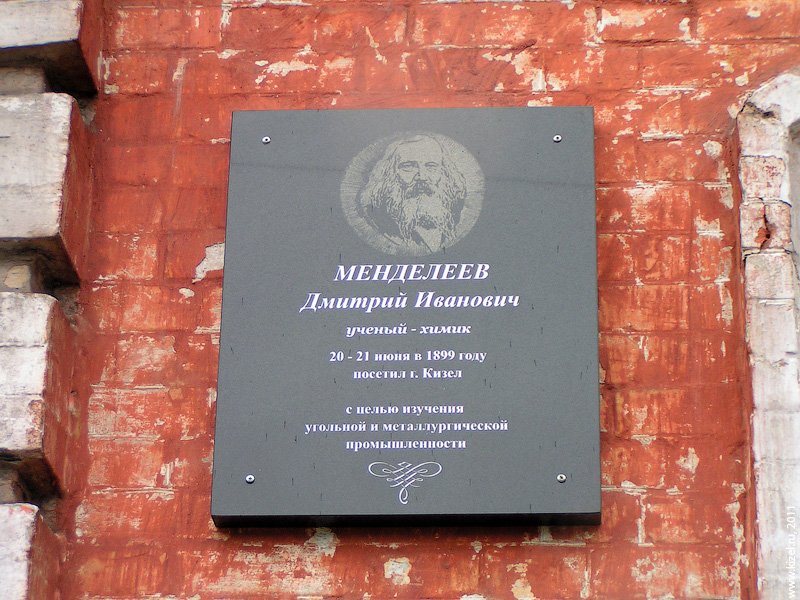 МЕНДЕЛЕЕВ
Дмитрий Иванович
ученый - химик
20 - 21 июня в 1899 году
посетил г. Кизел
с целью изучения
угольной и металлургической
промышленности
www.kizel.ru 2011